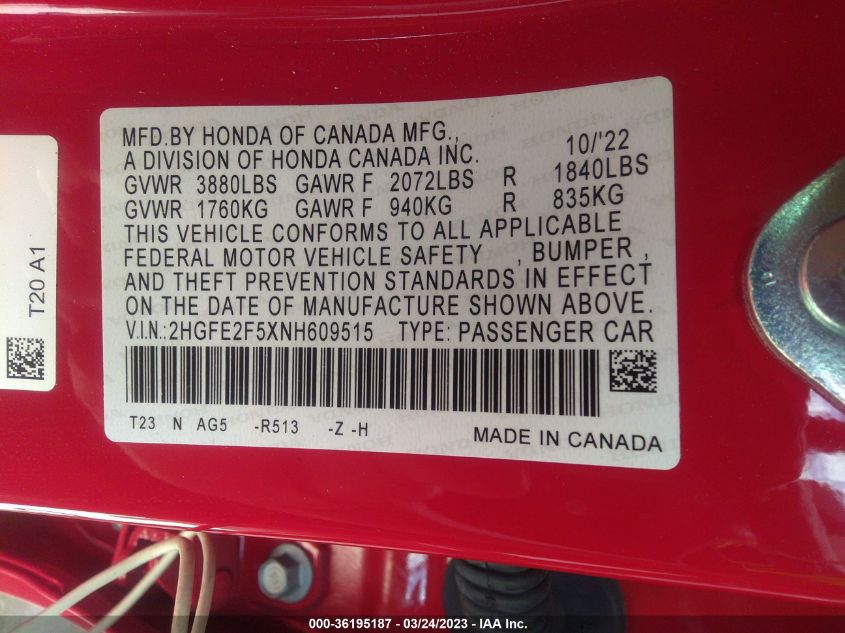 MFD.BY HONDA OF CANADA MFG.,
A DIVISION OF HONDA CANADA INC. 10/'22
GVWR 3880LBS GAWR F 2072LBS R 1840LBS
GVWR 1760KG GAWR F 940KG R 835KG
THIS VEHICLE CONFORMS TO ALL APPLICABLE
FEDERAL MOTOR VEHICLE SAFETY , BUMPER ,
AND THEFT PREVENTION STANDARDS IN EFFECT
ON THE DATE OF MANUFACTURE SHOWN ABOVE.
V.I.N.:2HGFE2F5XNH609515 TYPE: PASSENGER CAR
T23 N AG5 -R513 -Z -H MADE IN CANADA
T20 A1
000-36195187 - 03/24/2023 - IAA Inc.